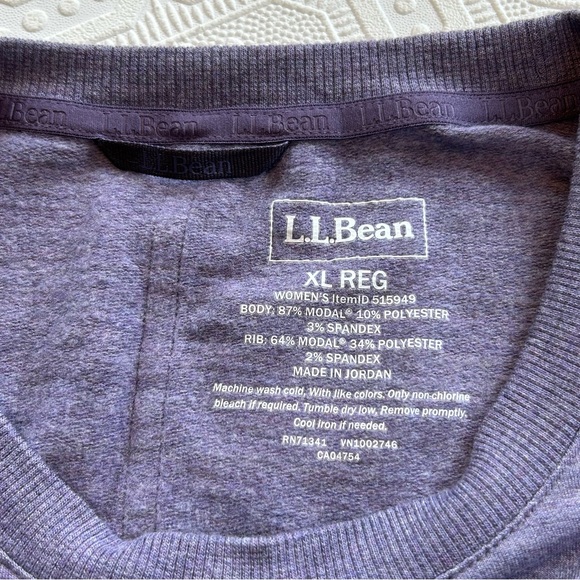 L.L.Bean L.L.Bean L.L.Bean L.L.Bean
L.L.Bean
L.L.Bean
XL REG
WOMEN'S ItemID 515949
BODY: 87% MODAL® 10% POLYESTER
3% SPANDEX
RIB: 64% MODAL® 34% POLYESTER
2% SPANDEX
MADE IN JORDAN
Machine wash cold, With like colors. Only non-chlorine
bleach if required. Tumble dry low, Remove promptly,
Cool iron if needed.
RN71341 VN1002746
CA04754